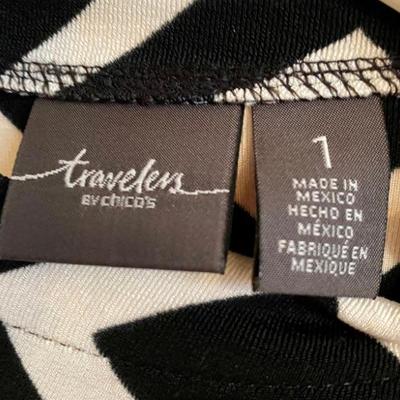 travelers
BY CHICO'S
1
MADE IN
MEXICO
HECHO EN
MÉXICO
FABRIQUÉ EN
MEXIQUE